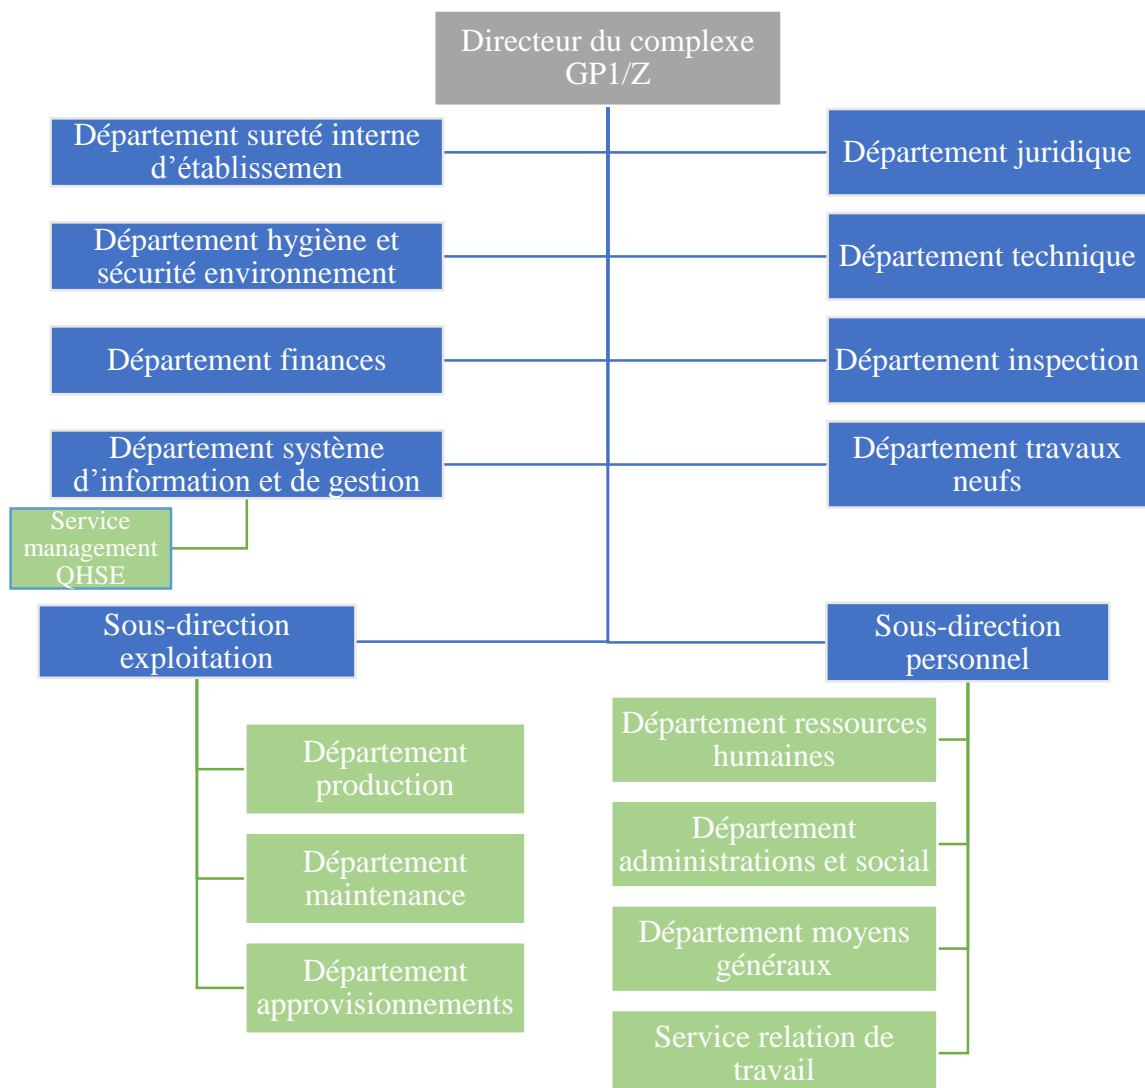 Directeur du complexe
GP1/Z
Département sureté interne
d'établissemen
Département juridique
Département hygiène et
sécurité environnement
Département technique
Département finances
Département inspection
Département système
d'information et de gestion
Département travaux
neufs
Service
management
QHSE
Sous-direction
exploitation
Sous-direction
personnel
Département
production
Département
maintenance
Département
approvisionnements
Département ressources
humaines
Département
administrations et social
Département moyens
généraux
Service relation de
travail